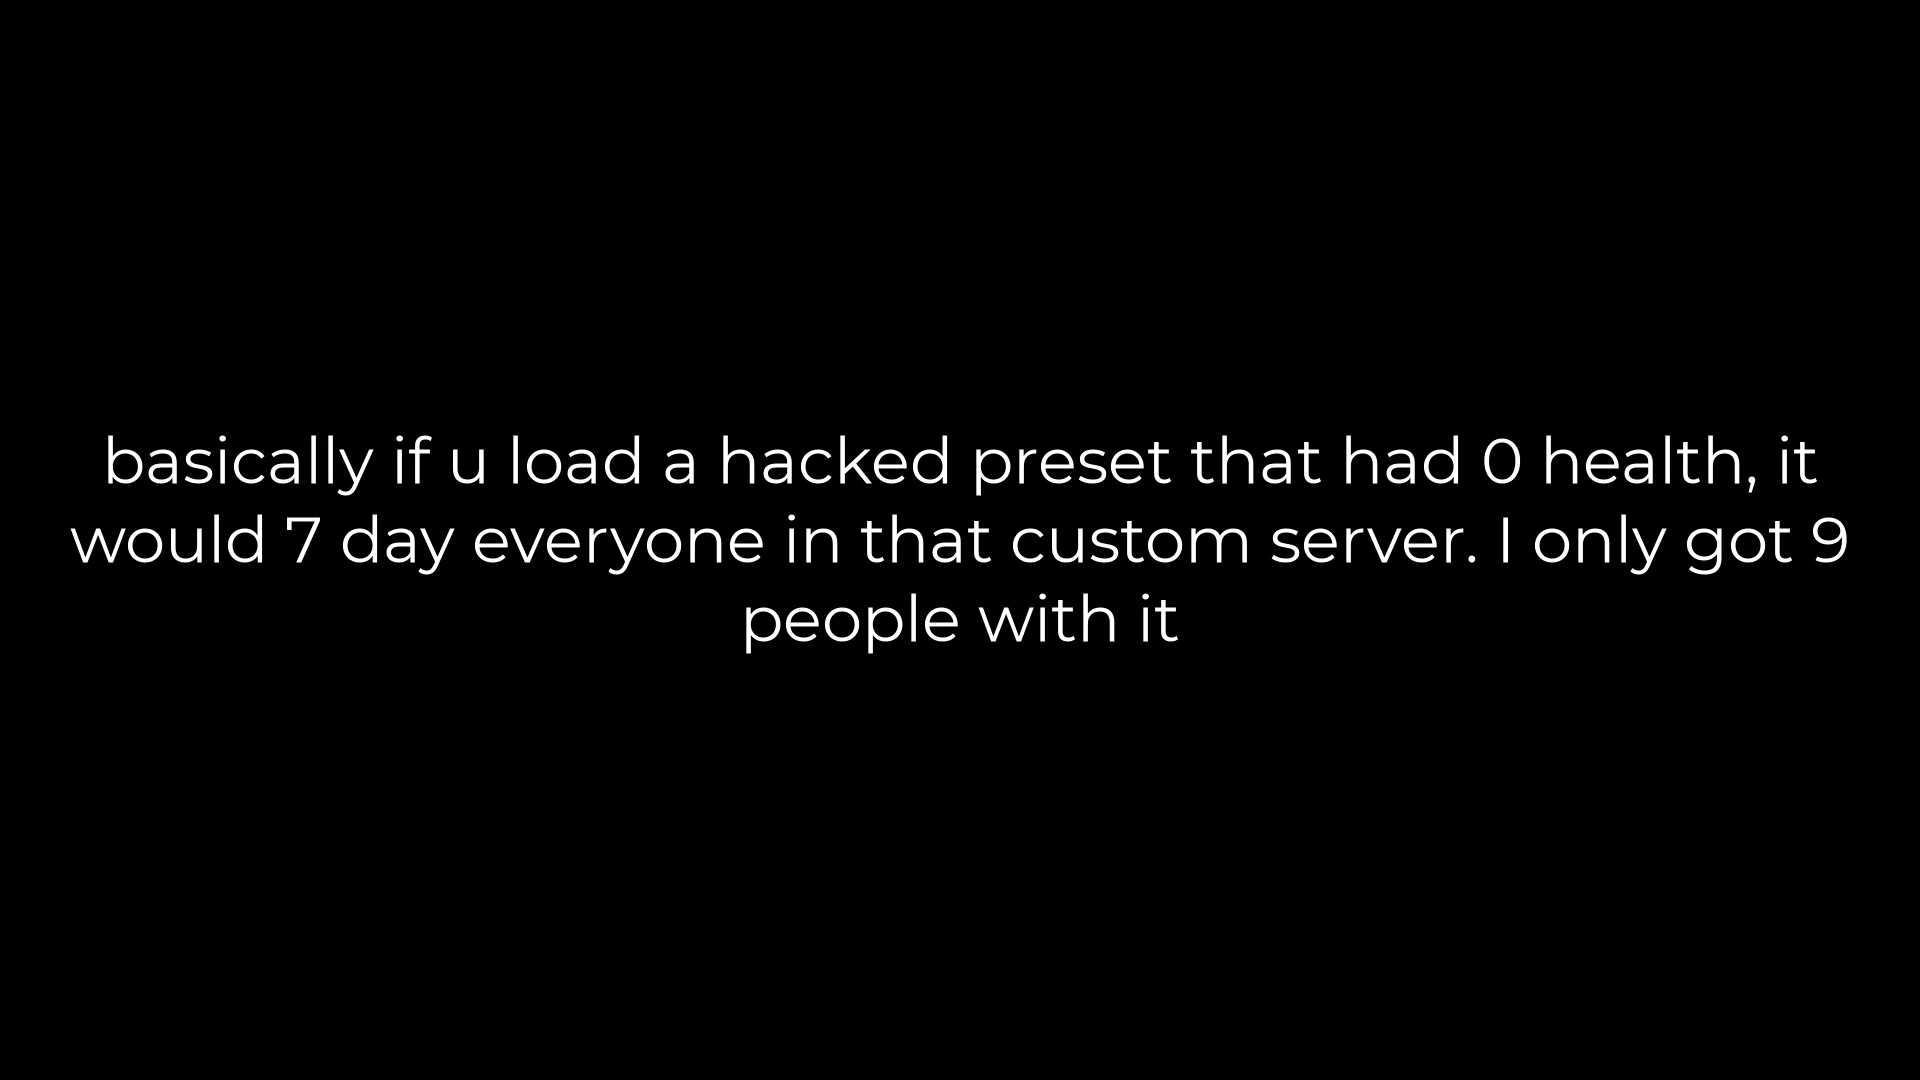 basically if u load a hacked preset that had 0 health, it
would 7 day everyone in that custom server. I only got 9
people with it